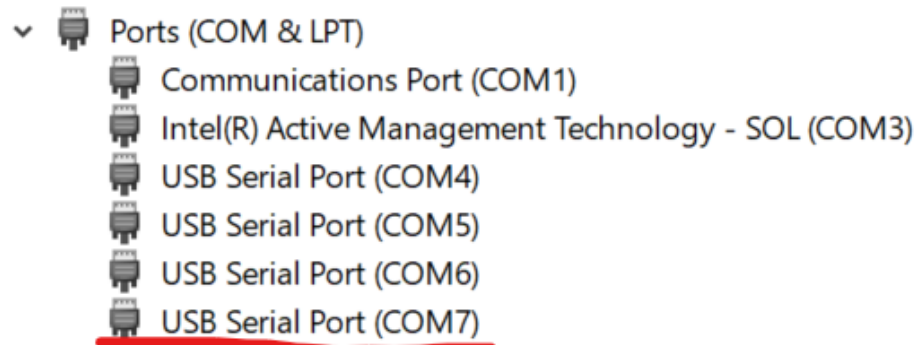 Ports (COM & LPT)
Communications Port (COM1)
Intel(R) Active Management Technology - SOL (COM3)
USB Serial Port (COM4)
USB Serial Port (COM5)
USB Serial Port (COM6)
USB Serial Port (COM7)